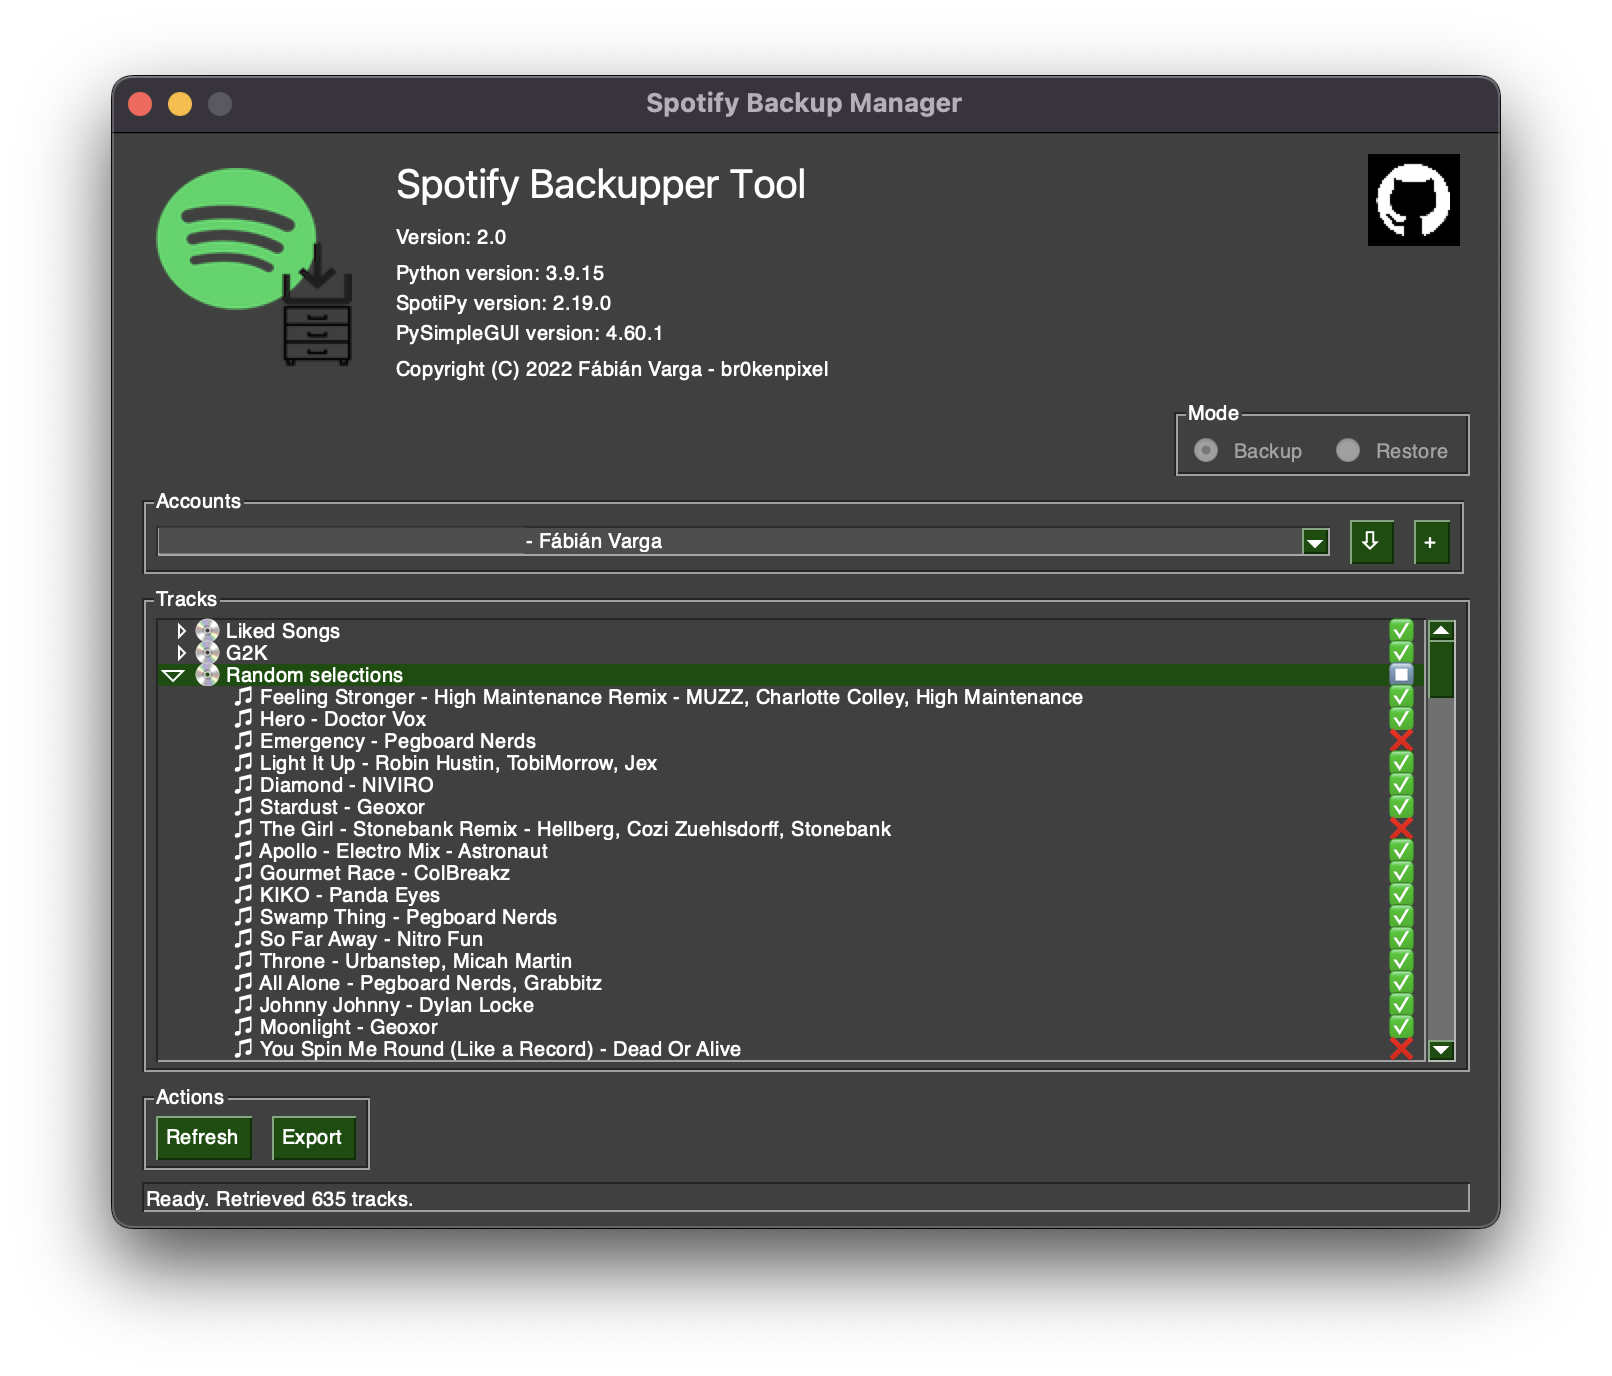 Spotify Backup Manager
Spotify Backupper Tool
Version: 2.0
Python version: 3.9.15
SpotiPy version: 2.19.0
PySimpleGUI version: 4.60.1
Copyright (C) 2022 Fábián Varga - br0kenpixel
Mode
Backup Restore
Accounts
- Fábián Varga
+
Tracks
Liked Songs
G2K
Random selections
Feeling Stronger - High Maintenance Remix - MUZZ, Charlotte Colley, High Maintenance
Hero - Doctor Vox
Emergency - Pegboard Nerds
Light It Up - Robin Hustin, TobiMorrow, Jex
Diamond - NIVIRO
Stardust - Geoxor
The Girl - Stonebank Remix - Hellberg, Cozi Zuehlsdorff, Stonebank
Apollo - Electro Mix - Astronaut
Gourmet Race - ColBreakz
KIKO - Panda Eyes
Swamp Thing - Pegboard Nerds
So Far Away - Nitro Fun
Throne - Urbanstep, Micah Martin
All Alone - Pegboard Nerds, Grabbitz
Johnny Johnny - Dylan Locke
Moonlight - Geoxor
You Spin Me Round (Like a Record) - Dead Or Alive
Actions
Refresh Export
Ready. Retrieved 635 tracks.